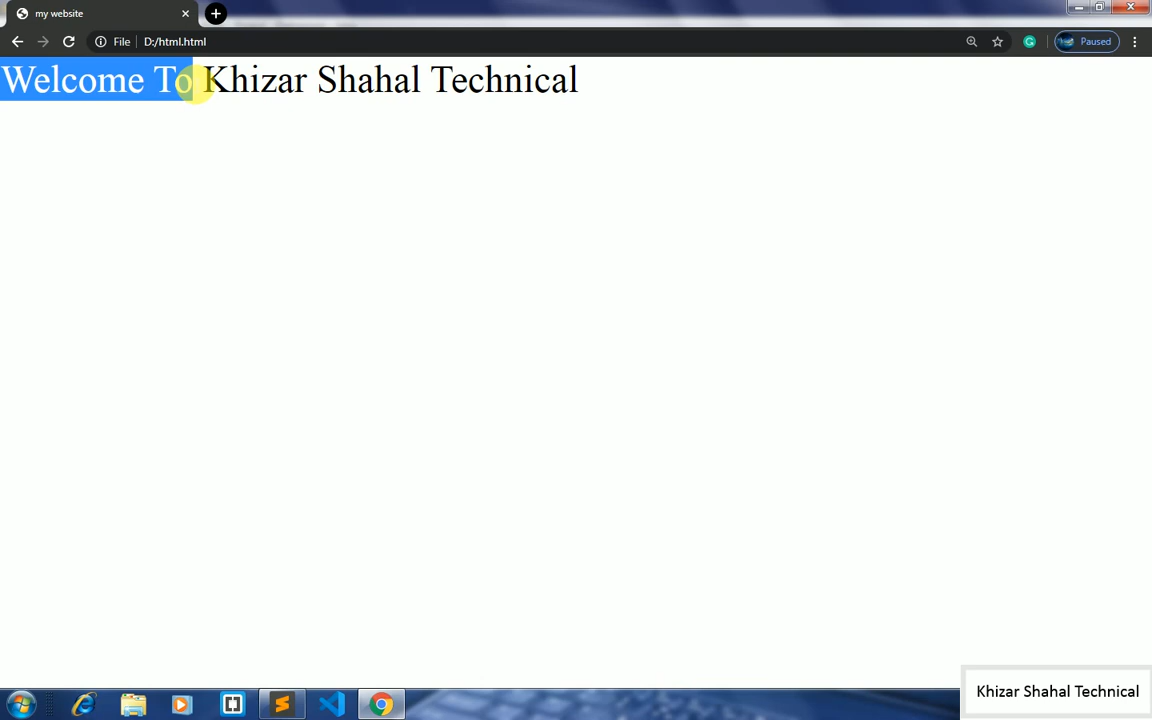 my website
File D:/html.html
Paused
Welcome To Khizar Shahal Technical
Khizar Shahal Technical